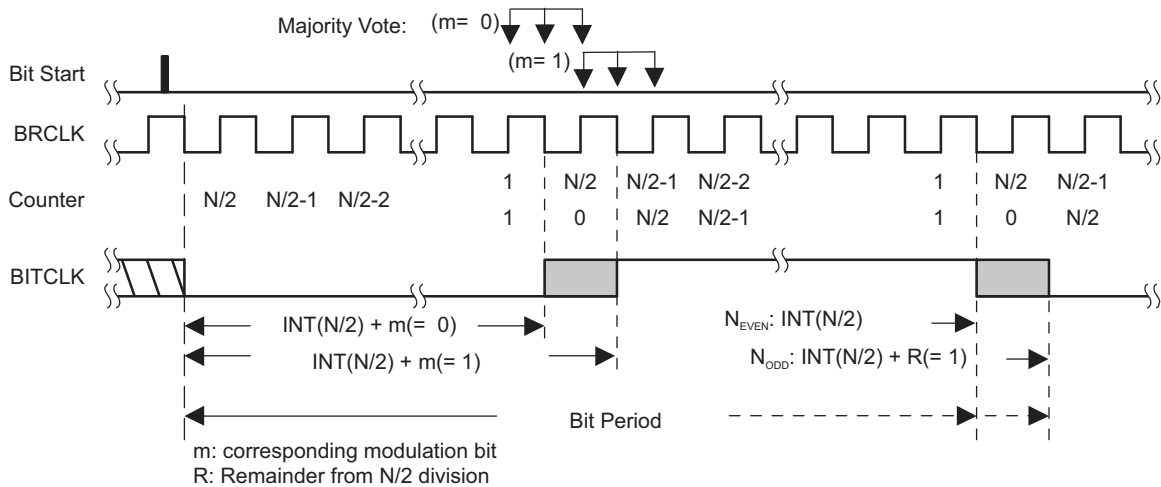 Majority Vote: (m= 0)
(m= 1)
Bit Start
BRCLK
Counter
N/2 N/2-1 N/2-2 1 N/2 N/2-1 N/2-2 1 N/2 N/2-1
1 0 N/2 N/2-1 1 0 N/2
BITCLK
INT(N/2) + m(= 0) NEVEN: INT(N/2)
INT(N/2) + m(= 1) NODD: INT(N/2) + R(= 1)
Bit Period
m: corresponding modulation bit
R: Remainder from N/2 division